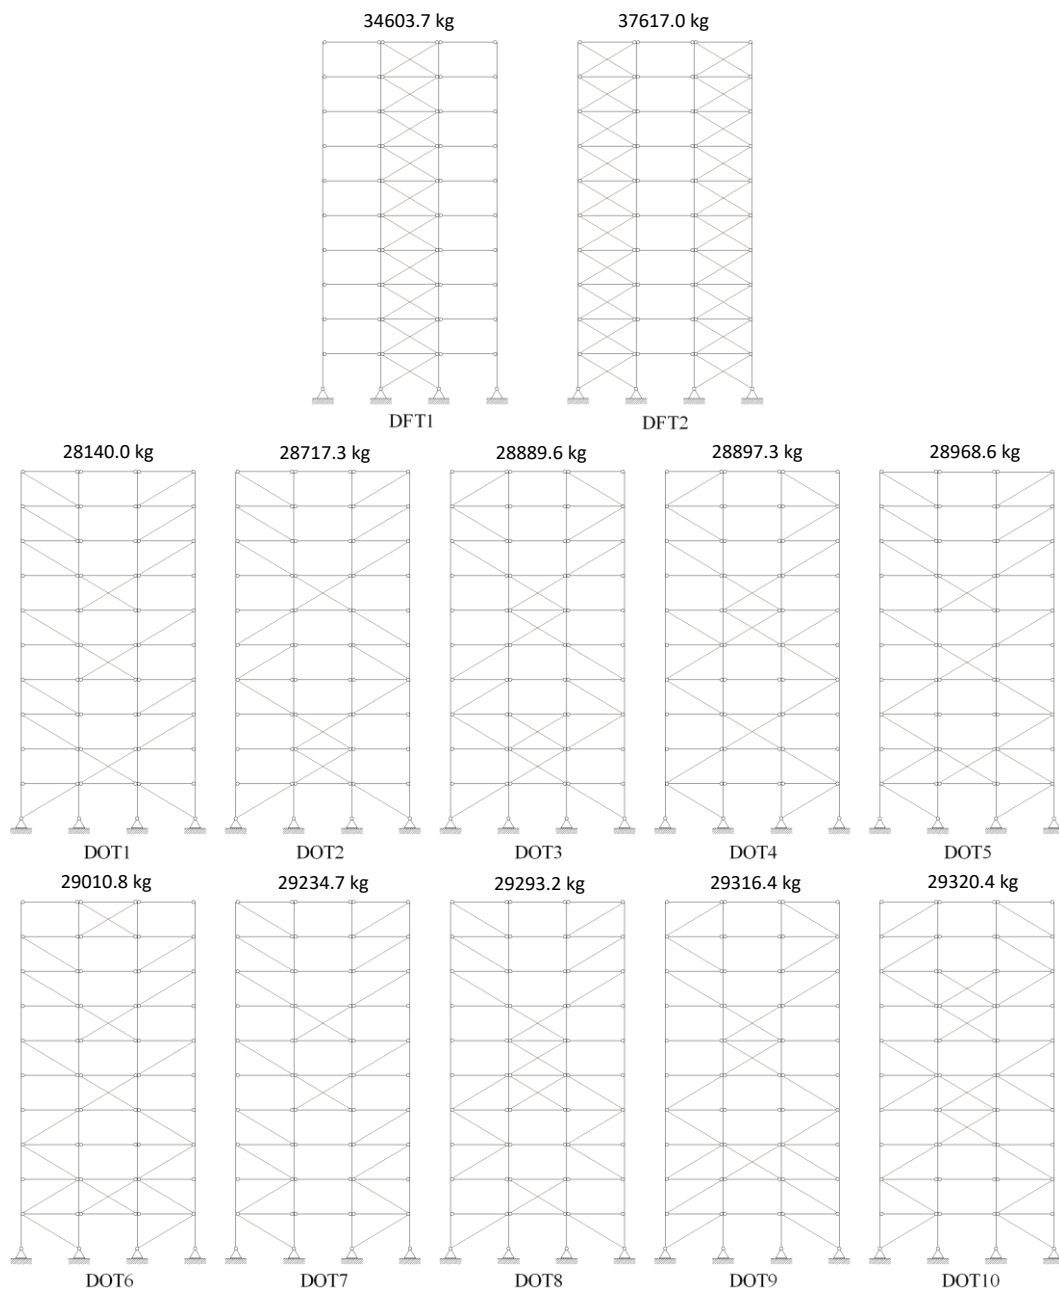 34603.7 kg 37617.0 kg
DFT1 DFT2
28140.0 kg 28717.3 kg 28889.6 kg 28897.3 kg 28968.6 kg
DOT1 DOT2 DOT3 DOT4 DOT5
29010.8 kg 29234.7 kg 29293.2 kg 29316.4 kg 29320.4 kg
DOT6 DOT7 DOT8 DOT9 DOT10